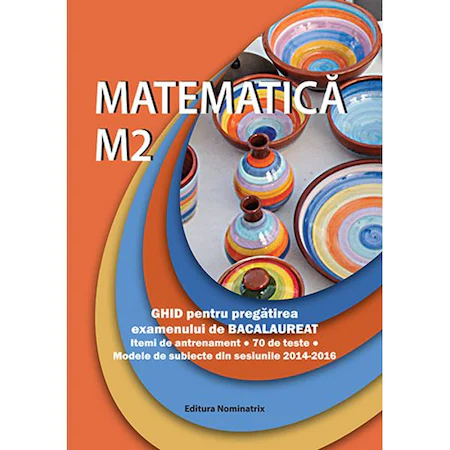 MATEMATICĂ
M2
GHID pentru pregătirea
examenului de BACALAUREAT
Itemi de antrenament • 70 de teste •
Modele de subiecte din sesiunile 2014-2016
Editura Nominatrix